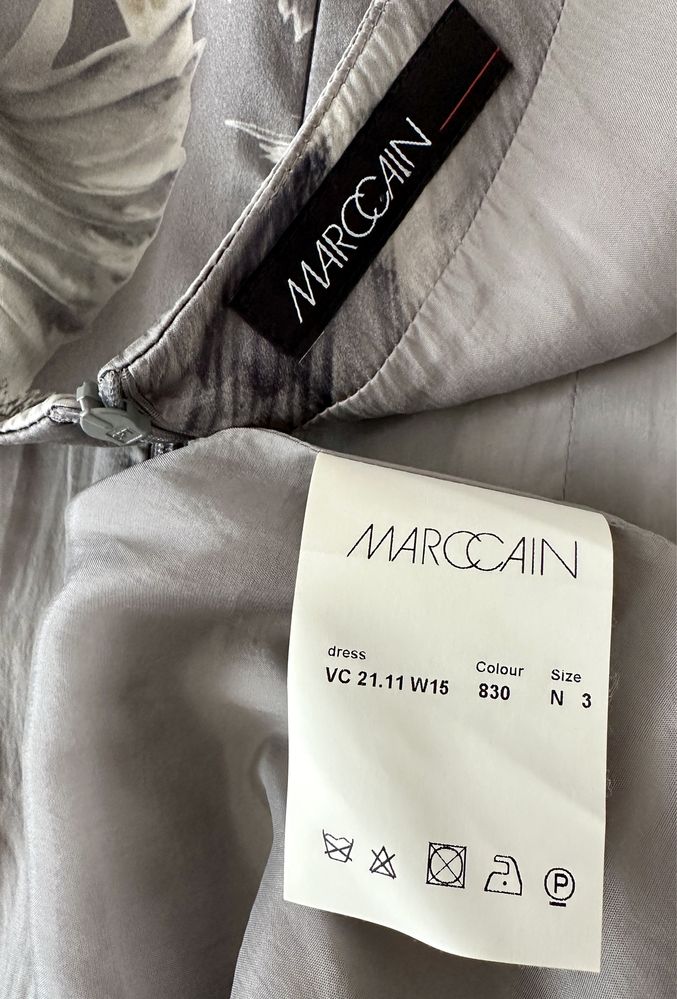 MARCCAIN
MARCCAIN
dress Colour Size
VC 21.11 W15 830 N 3
P